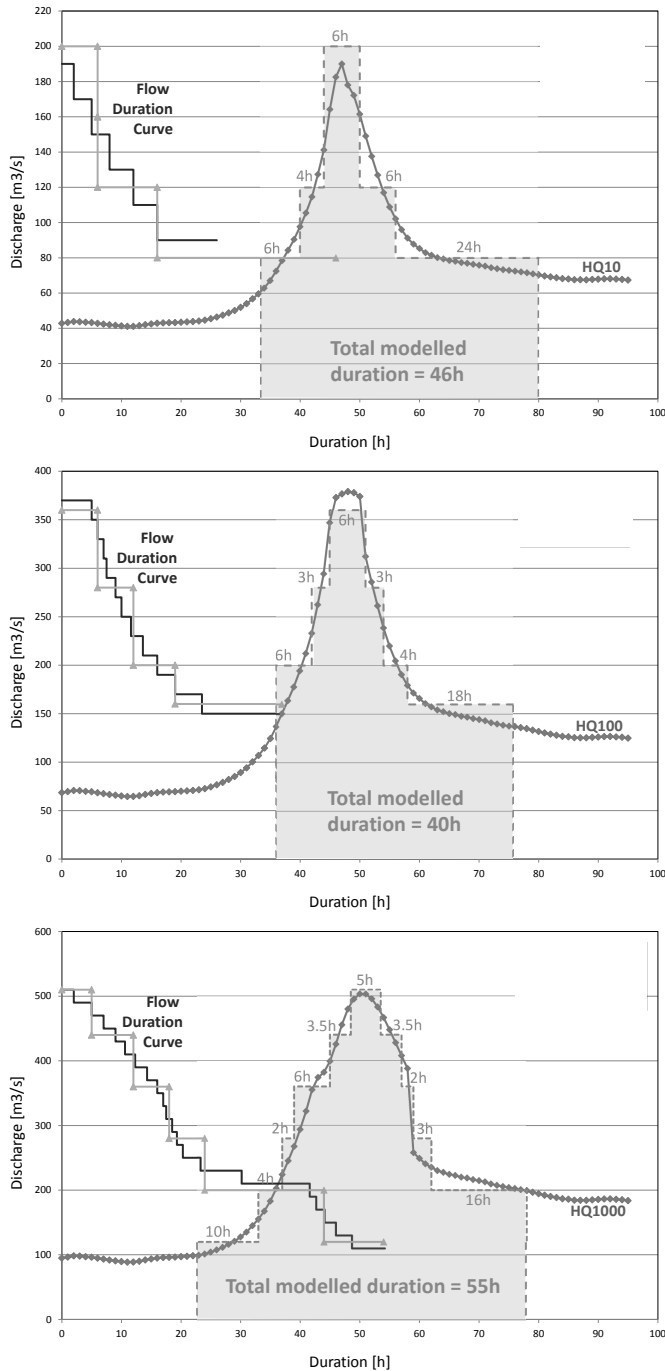 220
200
180
160
140
120
100
80
60
40
20
0
Discharge [m3/s]
6h
Flow
Duration
Curve
4h
6h
6h
24h
HQ10
Total modelled
duration = 46h
0 10 20 30 40 50 60 70 80 90 100
Duration [h]
400
350
300
250
200
150
100
50
0
Discharge [m3/s]
6h
Flow
Duration
Curve
3h
3h
6h
4h
18h
HQ100
Total modelled
duration = 40h
0 10 20 30 40 50 60 70 80 90 100
Duration [h]
600
500
400
300
200
100
0
Discharge [m3/s]
5h
Flow
Duration
Curve
3.5h
3.5h
6h
2h
2h
3h
4h
16h
HQ1000
10h
Total modelled duration = 55h
0 10 20 30 40 50 60 70 80 90 100
Duration [h]